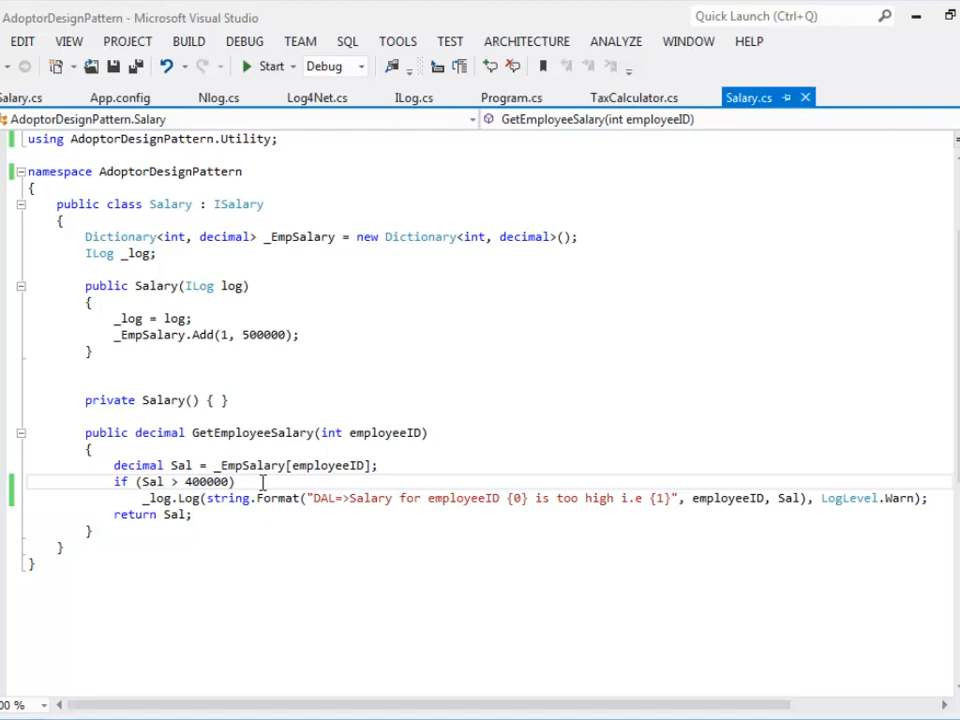 AdoptorDesignPattern - Microsoft Visual Studio
Quick Launch (Ctrl+Q)
EDIT VIEW PROJECT BUILD DEBUG TEAM SQL TOOLS TEST ARCHITECTURE ANALYZE WINDOW HELP
Start Debug
Salary.cs App.config Nlog.cs Log4Net.cs ILog.cs Program.cs TaxCalculator.cs Salary.cs
AdoptorDesignPattern.Salary GetEmployeeSalary(int employeeID)
using AdoptorDesignPattern.Utility;
namespace AdoptorDesignPattern
{
public class Salary : ISalary
{
Dictionary<int, decimal> _EmpSalary = new Dictionary<int, decimal>();
ILog _log;
public Salary(ILog log)
{
_log = log;
_EmpSalary.Add(1, 500000);
}
private Salary() { }
public decimal GetEmployeeSalary(int employeeID)
{
decimal Sal = _EmpSalary[employeeID];
if (Sal > 400000)
_log.Log(string.Format("DAL=>Salary for employeeID {0} is too high i.e {1}", employeeID, Sal), LogLevel.Warn);
return Sal;
}
}
}
00 %